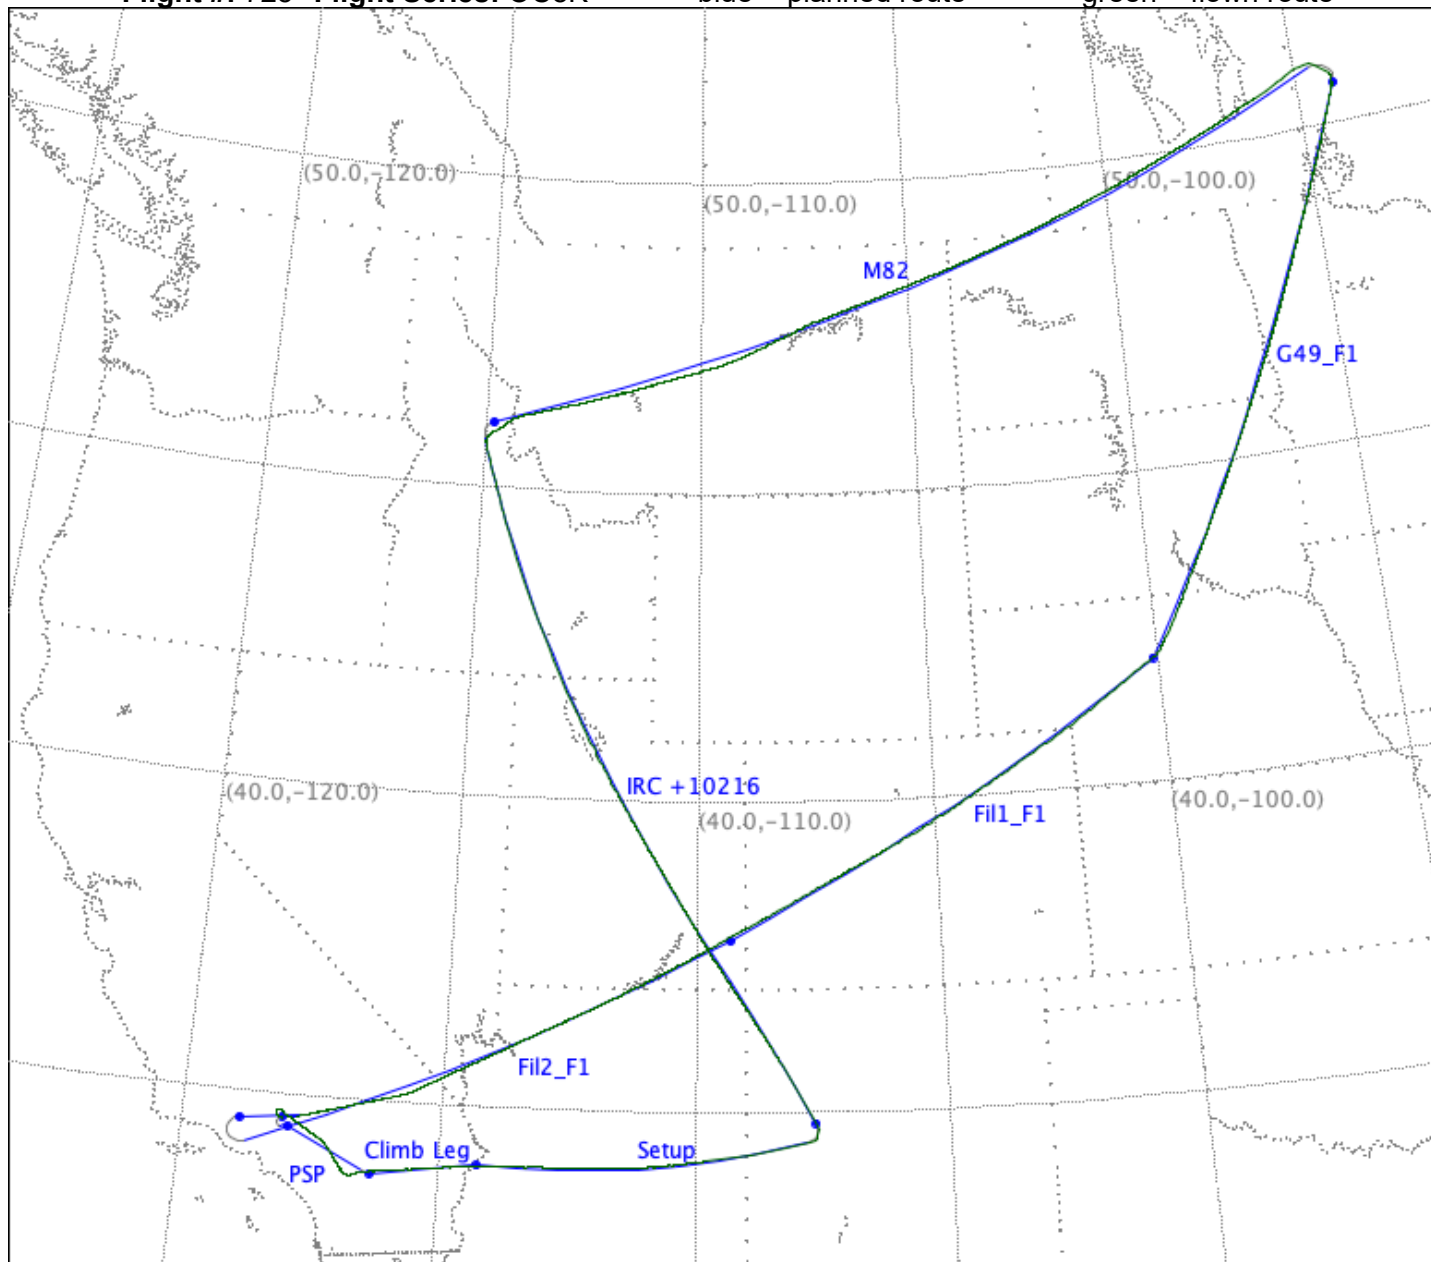 (50.0,-120.0)
(50.0,-110.0)
(50.0,-100.0)
M82
G49_F1
IRC +10216
(40.0,-120.0)
(40.0,-110.0)
(40.0,-100.0)
Fil1_F1
Fil2_F1
Climb Leg
Setup
PSP